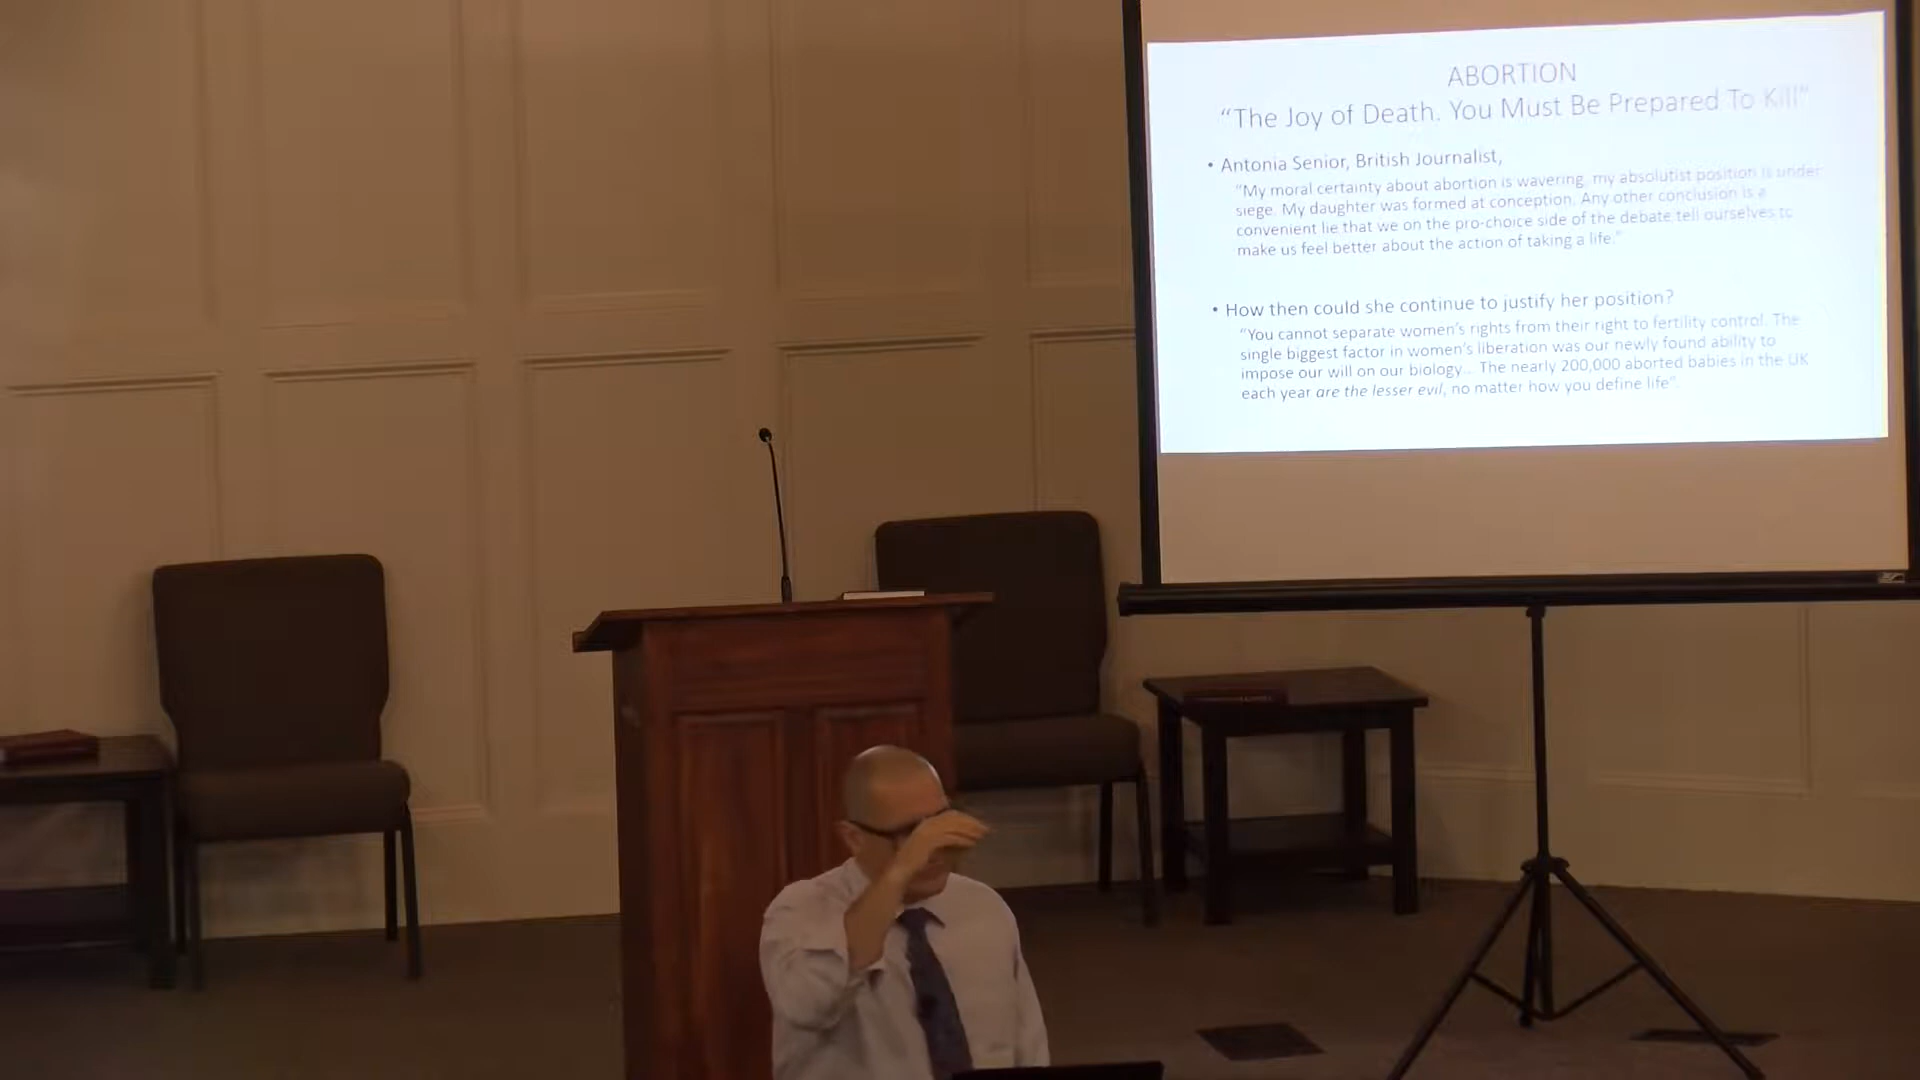 ABORTION
“The Joy of Death. You Must Be Prepared To Kill”
• Antonia Senior, British Journalist,
“My moral certainty about abortion is wavering, my absolutist position is under
siege. My daughter was formed at conception. Any other conclusion is a
convenient lie that we on the pro-choice side of the debate tell ourselves to
make us feel better about the action of taking a life.”
• How then could she continue to justify her position?
“You cannot separate women’s rights from their right to fertility control. The
single biggest factor in women’s liberation was our newly found ability to
impose our will on our biology... The nearly 200,000 aborted babies in the UK
each year are the lesser evil, no matter how you define life”.